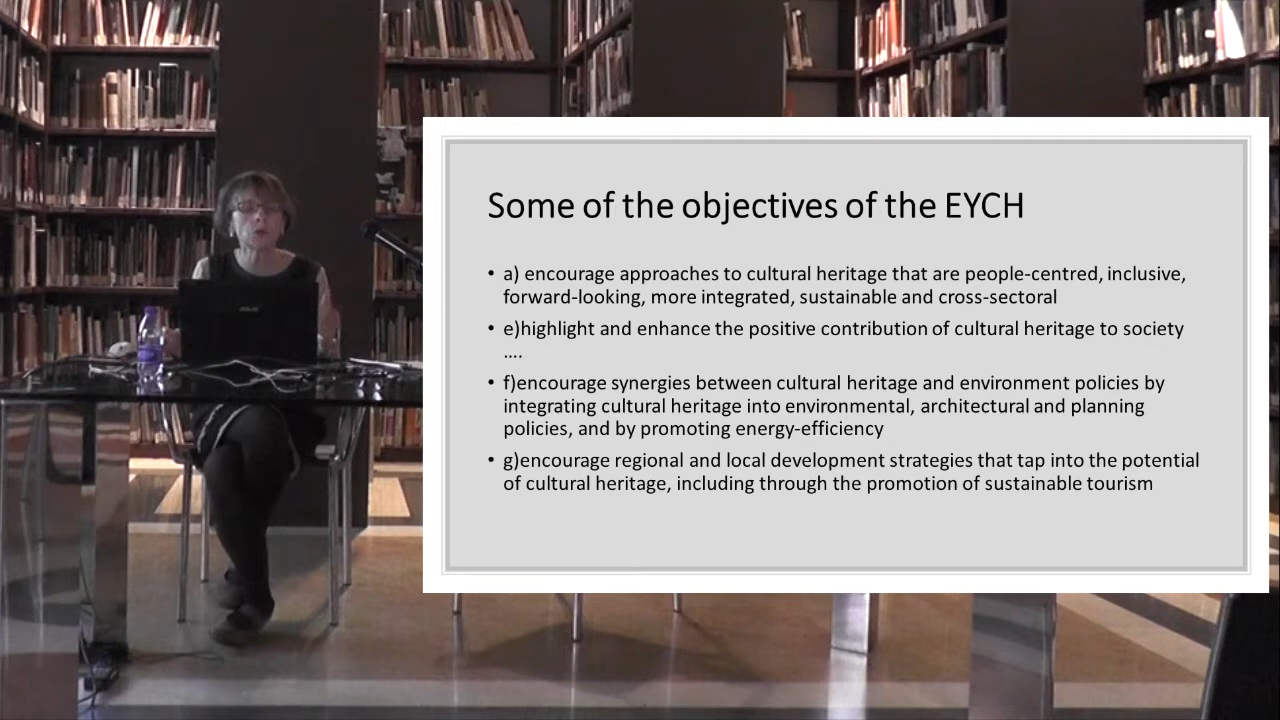 Some of the objectives of the EYCH
• a) encourage approaches to cultural heritage that are people-centred, inclusive,
forward-looking, more integrated, sustainable and cross-sectoral
• e)highlight and enhance the positive contribution of cultural heritage to society
....
• f)encourage synergies between cultural heritage and environment policies by
integrating cultural heritage into environmental, architectural and planning
policies, and by promoting energy-efficiency
• g)encourage regional and local development strategies that tap into the potential
of cultural heritage, including through the promotion of sustainable tourism